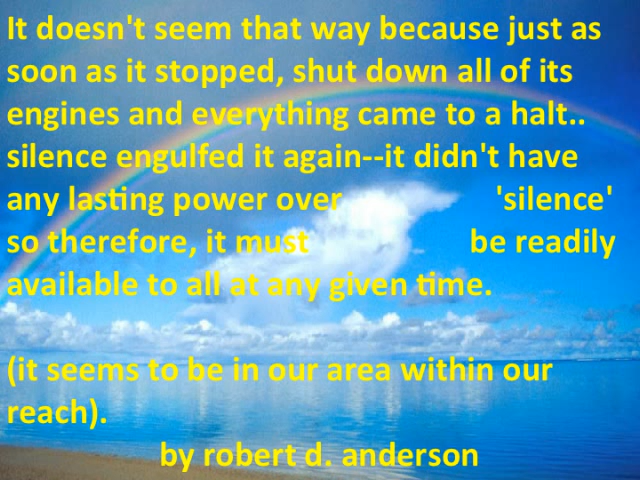 It doesn't seem that way because just as
soon as it stopped, shut down all of its
engines and everything came to a halt..
silence engulfed it again--it didn't have
any lasting power over 'silence'
so therefore, it must be readily
available to all at any given time.
(it seems to be in our area within our
reach).
by robert d. anderson